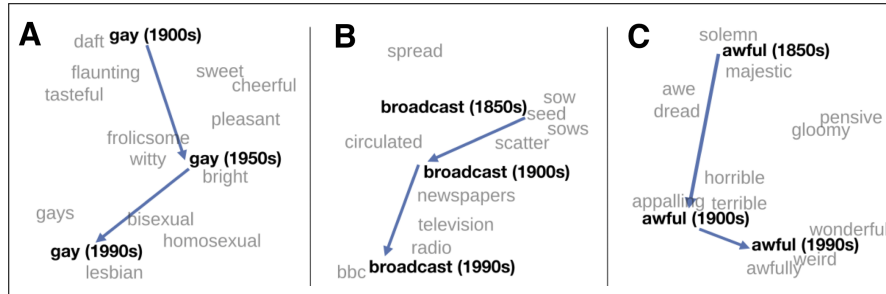 A
daft gay (1900s)
flaunting sweet
tasteful cheerful
pleasant
frolicsome
witty gay (1950s)
bright
gays bisexual
homosexual
gay (1990s)
lesbian
B
spread
broadcast (1850s) sow
seed
sows
circulated scatter
broadcast (1900s)
newspapers
television
radio
bbc broadcast (1990s)
C
solemn
awful (1850s)
majestic
awe
dread
pensive
gloomy
horrible
appalling terrible
awful (1900s)
wonderful
awful (1990s)
weird
awfully